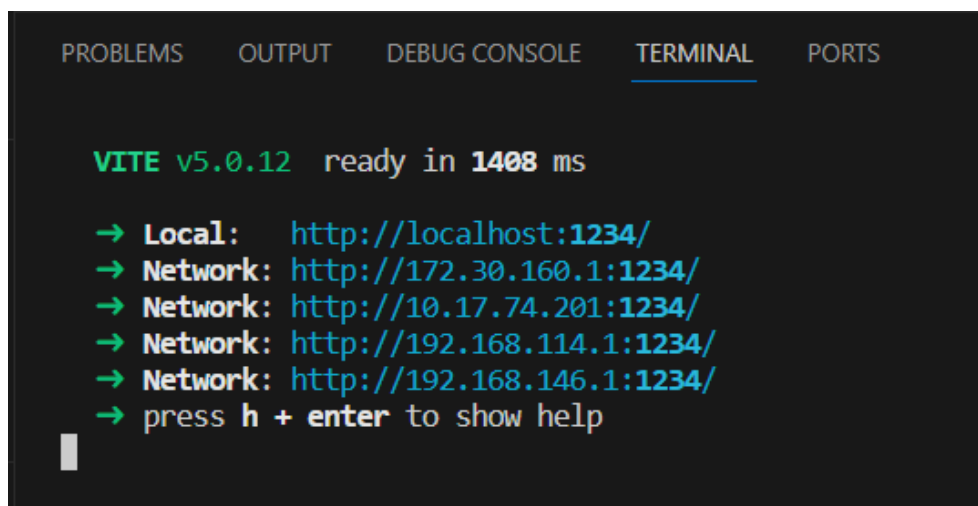 PROBLEMS OUTPUT DEBUG CONSOLE TERMINAL PORTS
VITE v5.0.12 ready in 1408 ms
→ Local: http://localhost:1234/
→ Network: http://172.30.160.1:1234/
→ Network: http://10.17.74.201:1234/
→ Network: http://192.168.114.1:1234/
→ Network: http://192.168.146.1:1234/
→ press h + enter to show help